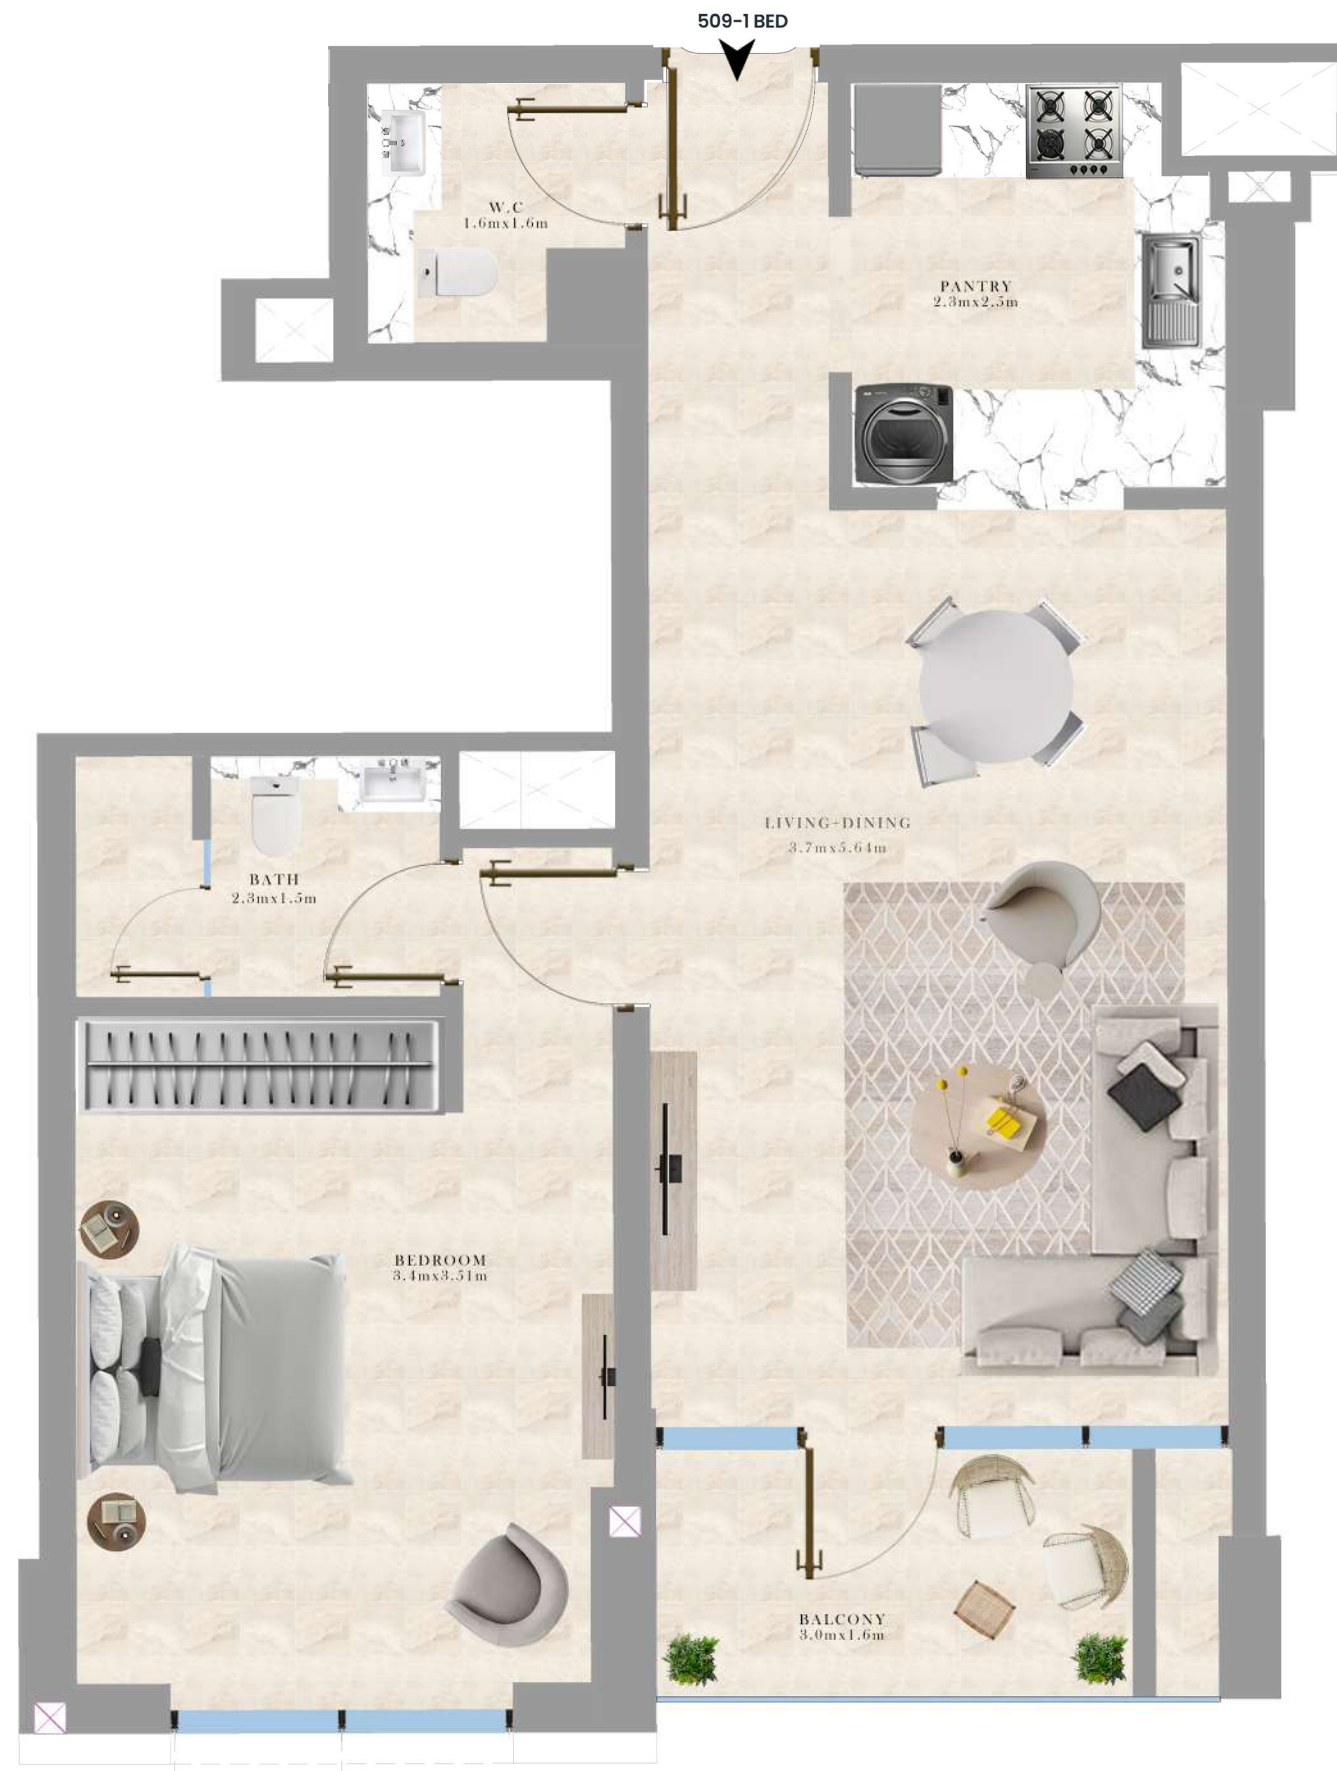 509-1 BED
W.C
1.6mx1.6m
PANTRY
2.3mx2.5m
LIVING+DINING
3.7mx5.64m
BATH
2.3mx1.5m
BEDROOM
3.4mx3.51m
BALCONY
3.0mx1.6m